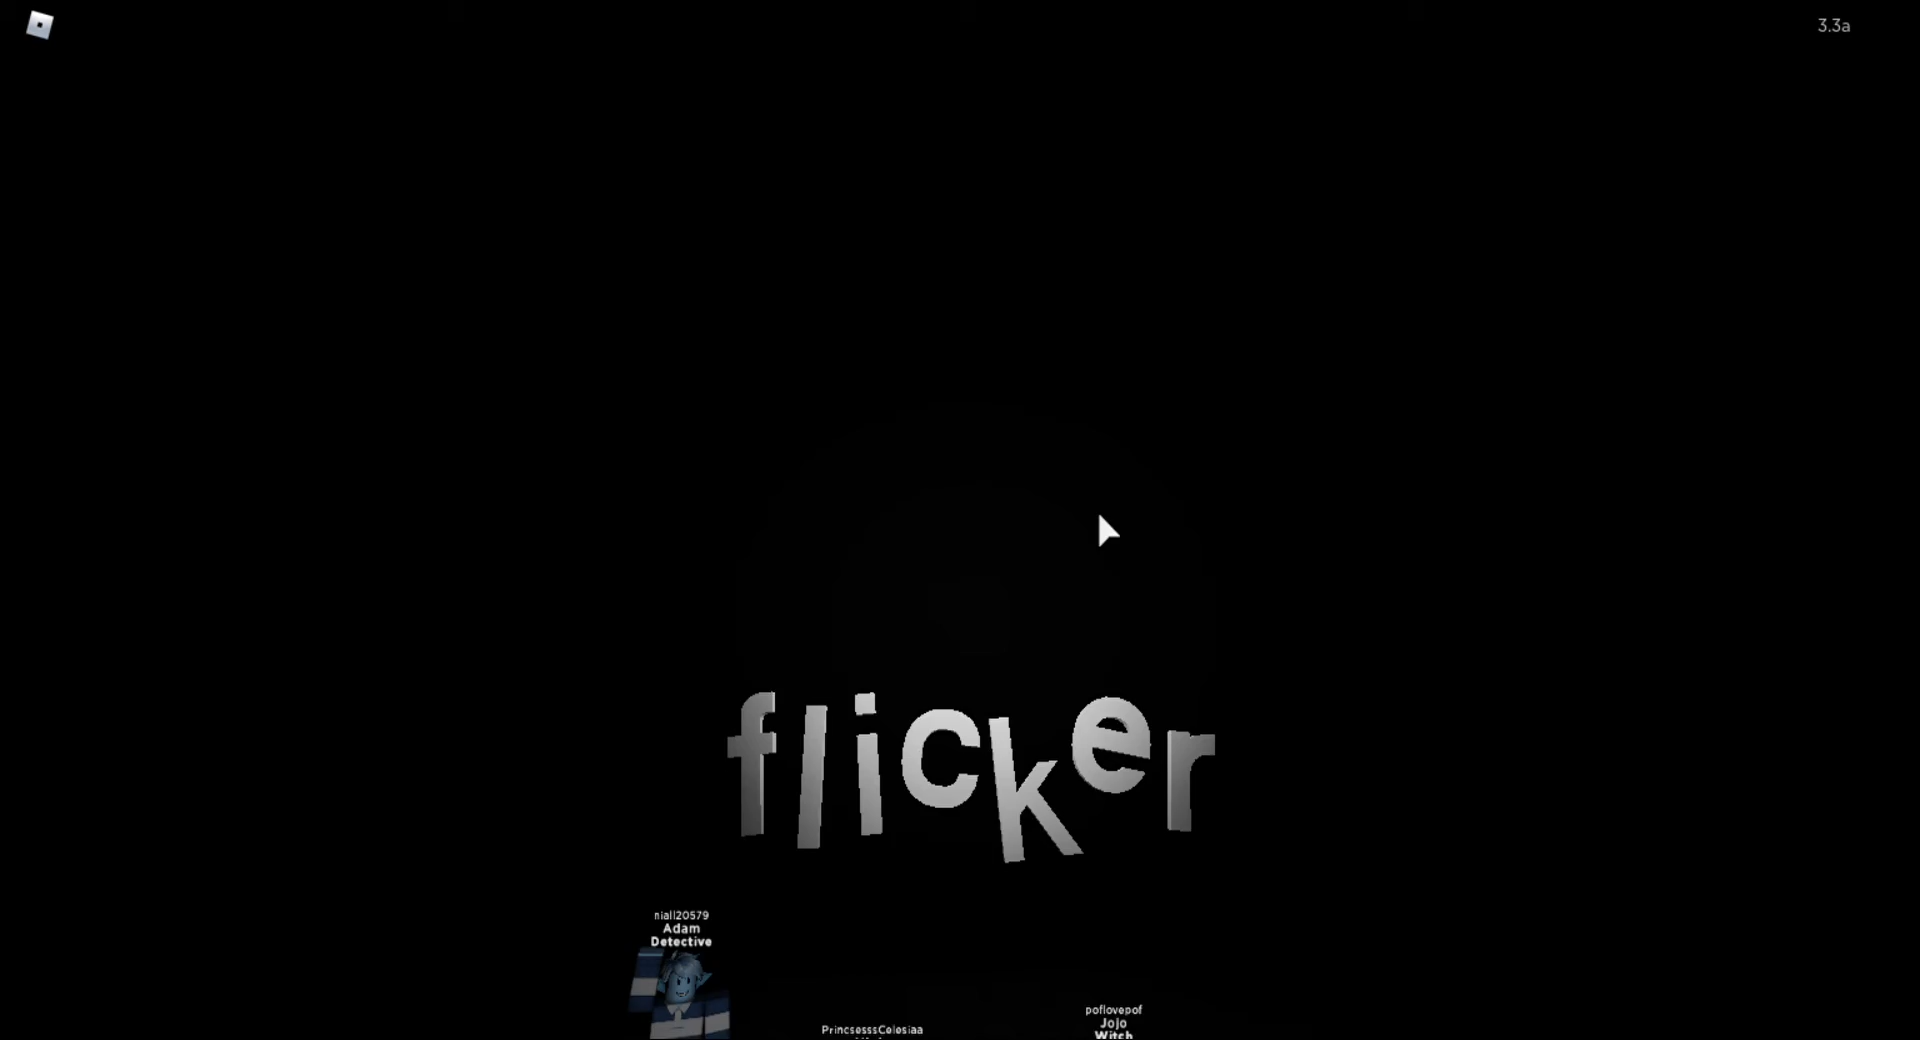 3.3a
flicker
niall20579
Adam
Detective
poflovepof
Jojo
Witch
PrincsesssCelesiaa